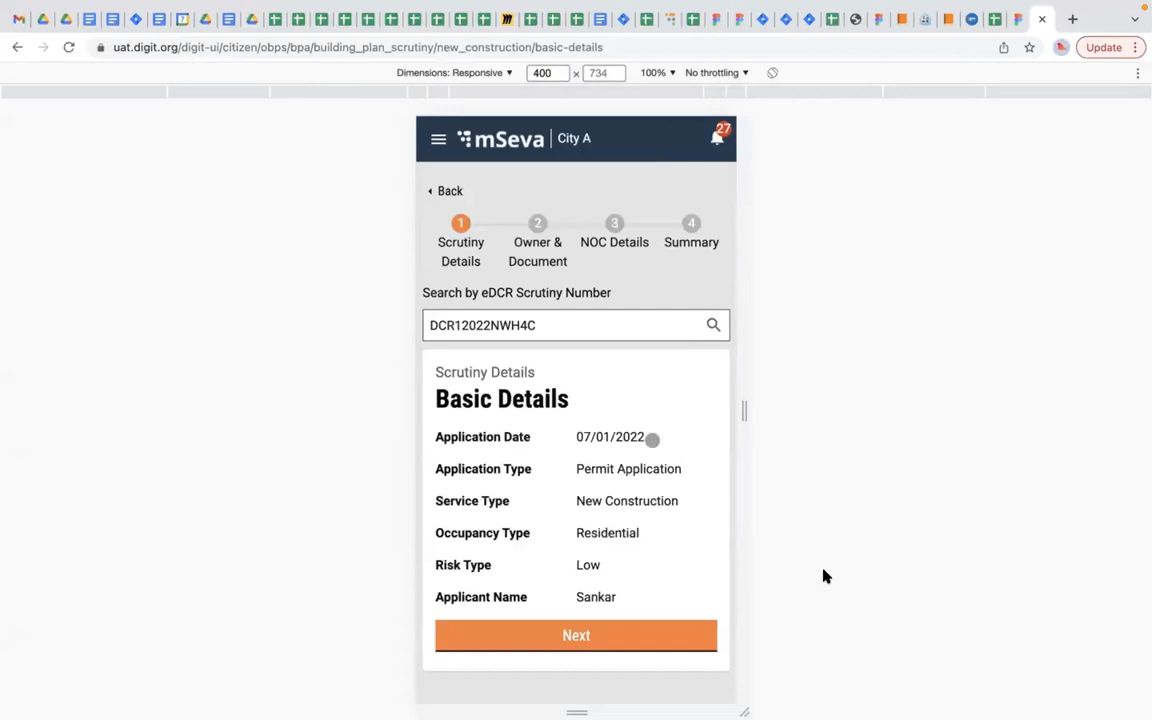 uat.digit.org/digit-ui/citizen/obps/bpa/building_plan_scrutiny/new_construction/basic-details
Update
Dimensions: Responsive 400 × 734 100% No throttling
mSeva City A 27
Back
1 2 3 4
Scrutiny Details
Owner & Document
NOC Details
Summary
Search by eDCR Scrutiny Number
DCR12022NWH4C
Scrutiny Details
Basic Details
Application Date 07/01/2022
Application Type Permit Application
Service Type New Construction
Occupancy Type Residential
Risk Type Low
Applicant Name Sankar
Next